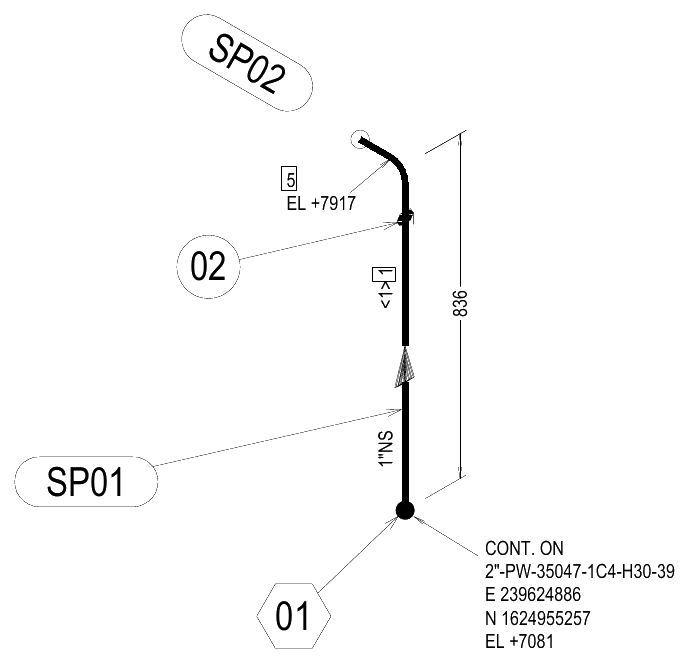 SP02
5
EL +7917
02
<1>
1
836
1"NS
SP01
01
CONT. ON
2"-PW-35047-1C4-H30-39
E 239624886
N 1624955257
EL +7081